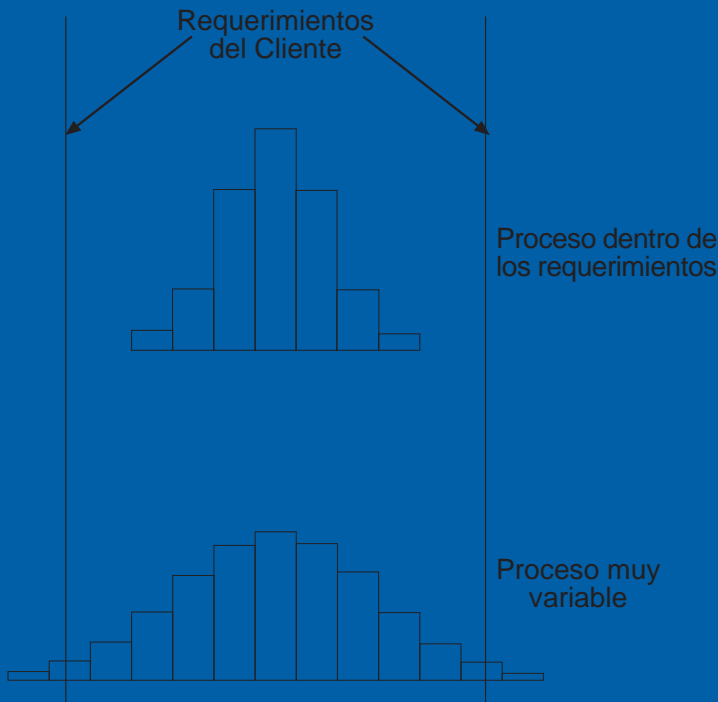 Requerimientos
del Cliente
Proceso dentro de
los requerimientos
Proceso muy
variable